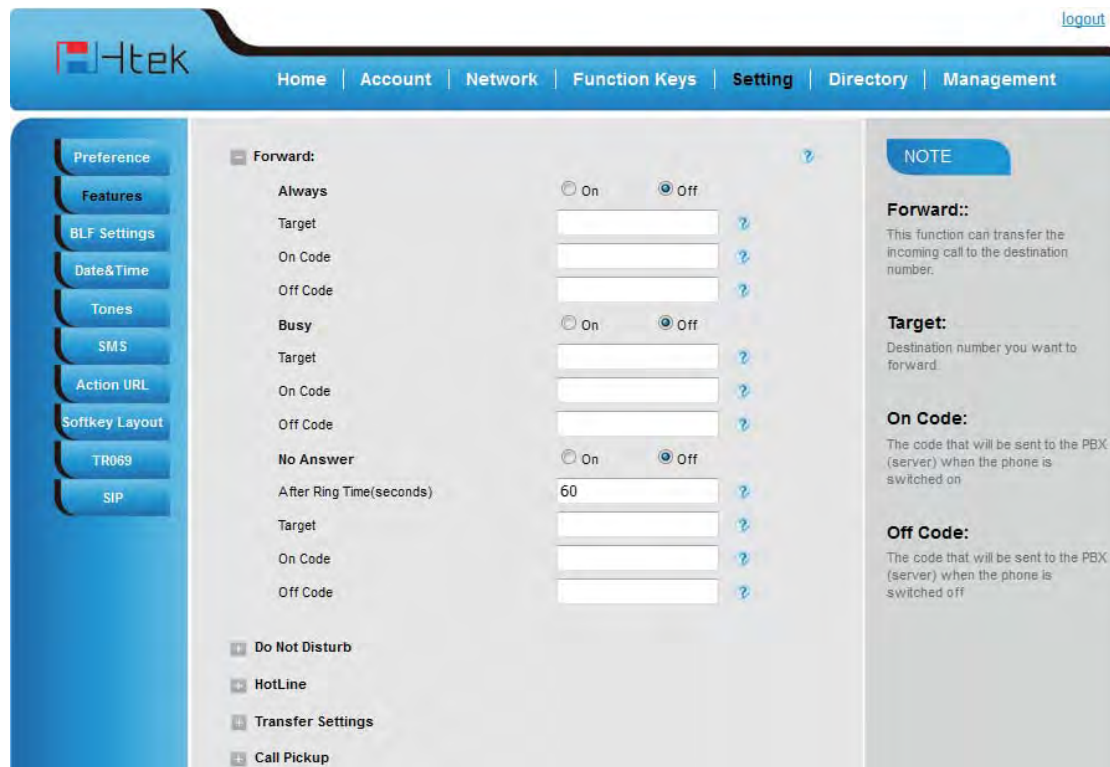 logout
Htek
Home | Account | Network | Function Keys | Setting | Directory | Management
Preference
Features
BLF Settings
Date&Time
Tones
SMS
Action URL
Softkey Layout
TR069
SIP
Forward: ?
Always On Off
Target ?
On Code ?
Off Code ?
Busy On Off
Target ?
On Code ?
Off Code ?
No Answer On Off
After Ring Time(seconds) 60 ?
Target ?
On Code ?
Off Code ?
Do Not Disturb
HotLine
Transfer Settings
Call Pickup
NOTE
Forward::
This function can transfer the
incoming call to the destination
number.
Target:
Destination number you want to
forward.
On Code:
The code that will be sent to the PBX
(server) when the phone is
switched on
Off Code:
The code that will be sent to the PBX
(server) when the phone is
switched off